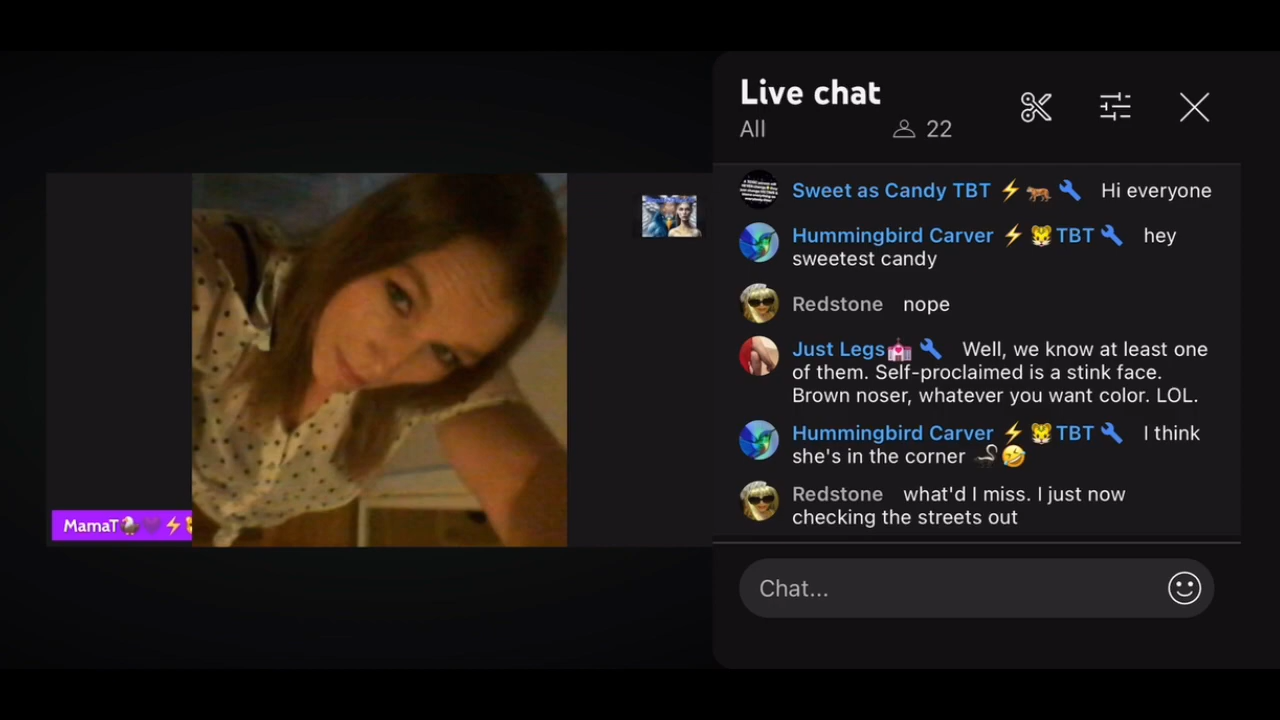 Live chat
All 22
Sweet as Candy TBT ⚡🐅🔧 Hi everyone
Hummingbird Carver ⚡🐯TBT🔧 hey
sweetest candy
Redstone nope
Just Legs💒🔧 Well, we know at least one
of them. Self-proclaimed is a stink face.
Brown noser, whatever you want color. LOL.
Hummingbird Carver ⚡🐯TBT🔧 I think
she's in the corner 🦨🤣
Redstone what'd I miss. I just now
checking the streets out
Chat...
MamaT